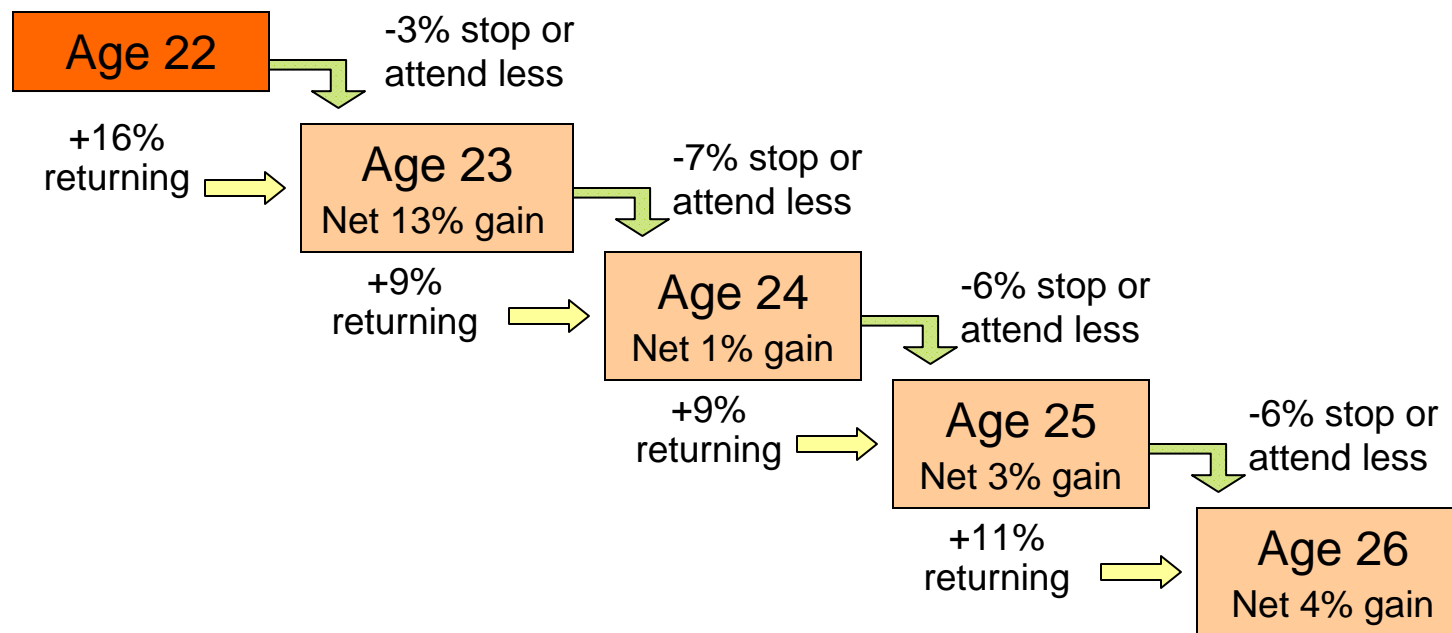 Age 22
-3% stop or
attend less
+16%
returning
Age 23
Net 13% gain
-7% stop or
attend less
+9%
returning
Age 24
Net 1% gain
-6% stop or
attend less
+9%
returning
Age 25
Net 3% gain
-6% stop or
attend less
+11%
returning
Age 26
Net 4% gain